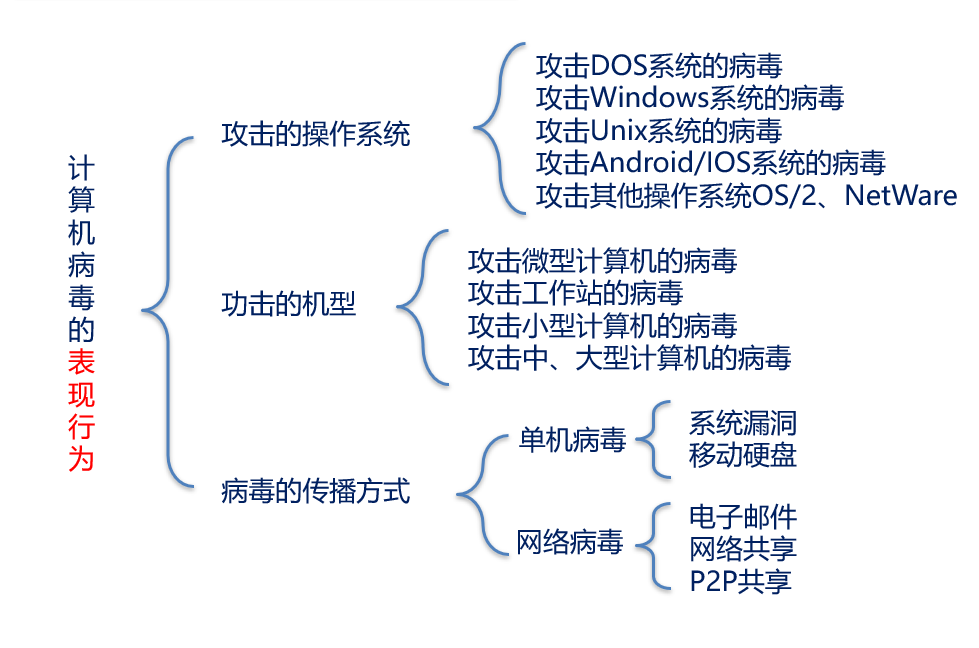 计算机病毒的表现行为
攻击的操作系统
攻击DOS系统的病毒
攻击Windows系统的病毒
攻击Unix系统的病毒
攻击Android/IOS系统的病毒
攻击其他操作系统OS/2、NetWare
功击的机型
攻击微型计算机的病毒
攻击工作站的病毒
攻击小型计算机的病毒
攻击中、大型计算机的病毒
病毒的传播方式
单机病毒
系统漏洞
移动硬盘
网络病毒
电子邮件
网络共享
P2P共享